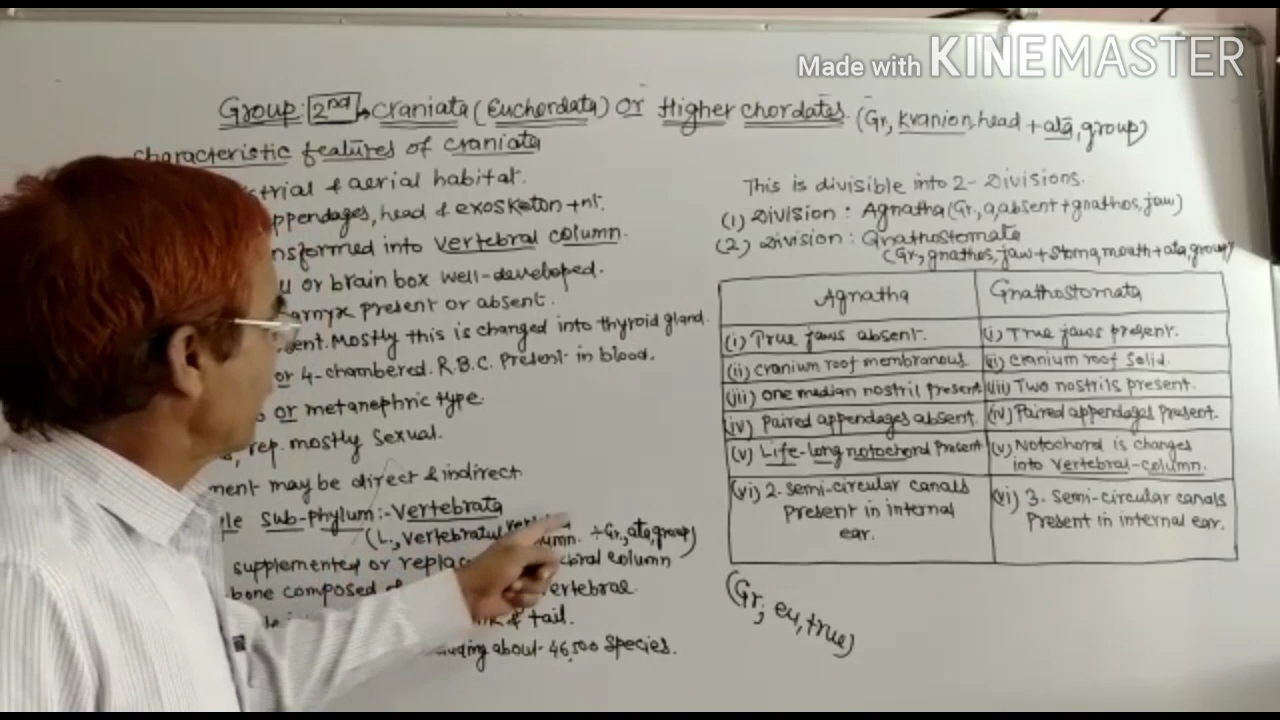 Made with KINEMASTER
Group: 2nd → Craniata (Euchordata) or Higher chordates. (Gr, Kranion, head + ata, group)
characteristic features of craniata
& aerial habitat.
appendages, head & exosketon +nt.
into vertebral column.
or brain box well-developed.
present or absent.
Mostly this is changed into thyroid gland.
or 4-chambered. R.B.C. Present in blood.
or metanephric type.
rep. mostly sexual.
may be direct & indirect
Sub-phylum:- Vertebrata
(L., vertebratus + Gr, ata, group)
supplemented or column
bone composed vertebrae
& tail.
about 46,500 species.
This is divisible into 2-Divisions.
(1) Division: Agnatha (Gr, a, absent + gnathos, jaw)
(2) Division: Gnathostomata
(Gr, gnathos, jaw + stoma, mouth + ata, group)
Agnatha Gnathostomata
(i) True jaws absent. (i) True jaws present.
(ii) cranium roof membranous (ii) cranium roof solid.
(iii) one median nostril present (iii) Two nostrils present.
(iv) Paired appendages absent. (iv) Paired appendages Present.
(v) Life-long notochord Present (v) Notochord is changes
into vertebral-column.
(vi) 2. Semi-circular canals (vi) 3. Semi-circular canals
present in internal Present in internal ear.
ear.
(Gr; eu, true)